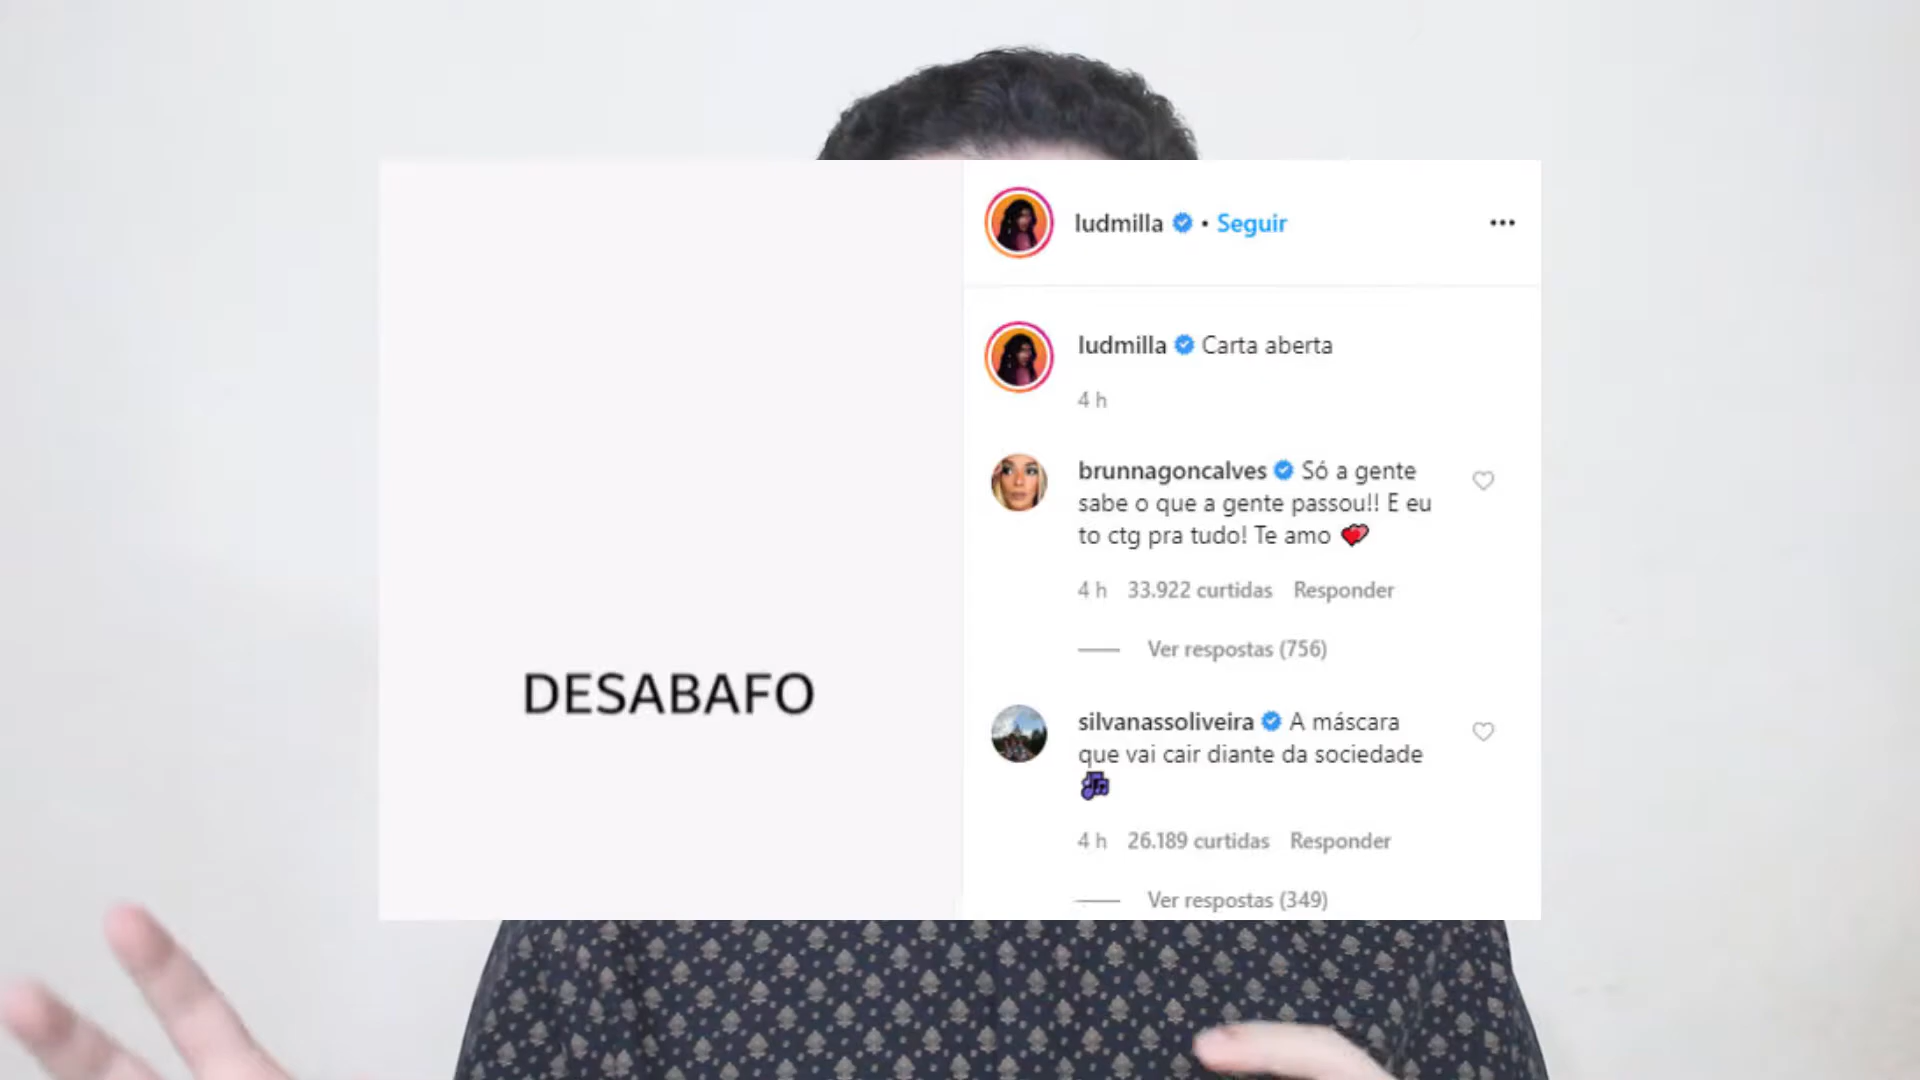 DESABAFO
ludmilla • Seguir
ludmilla Carta aberta
4 h
brunnagoncalves Só a gente
sabe o que a gente passou!! E eu
to ctg pra tudo! Te amo 💕
4 h 33.922 curtidas Responder
Ver respostas (756)
silvanassoliveira A máscara
que vai cair diante da sociedade
🎶
4 h 26.189 curtidas Responder
Ver respostas (349)